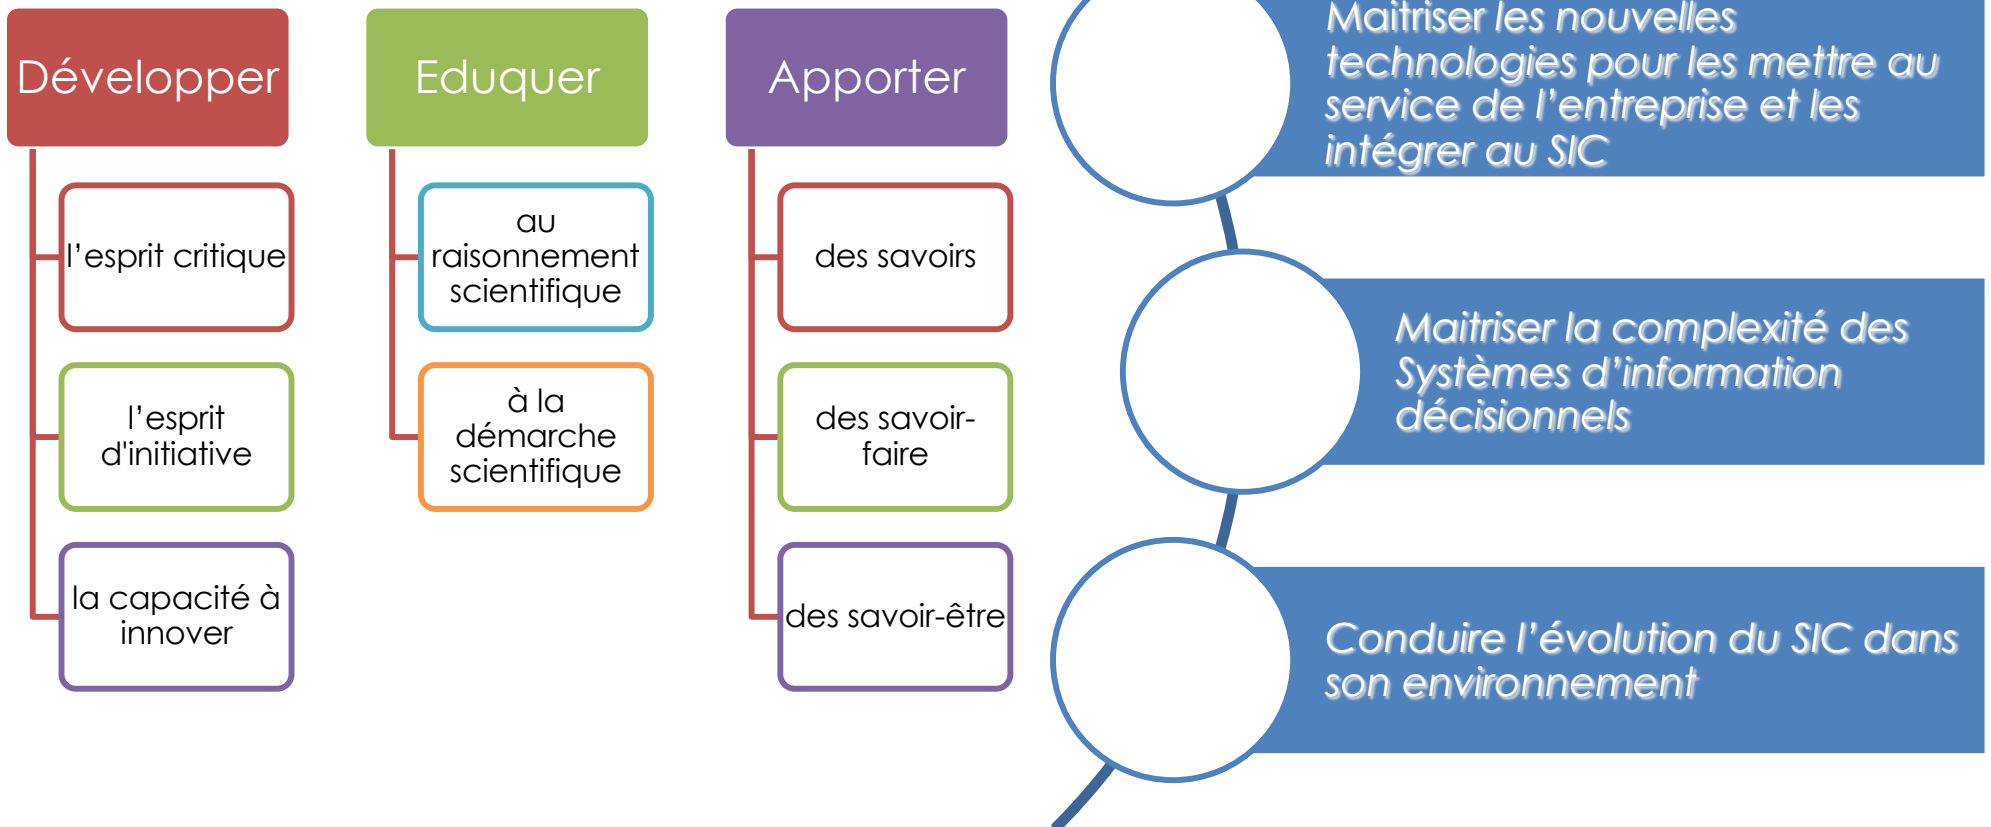 Développer
l’esprit critique
l’esprit
d'initiative
la capacité à
innover
Eduquer
au
raisonnement
scientifique
à la
démarche
scientifique
Apporter
des savoirs
des savoir-
faire
des savoir-être
Maitriser les nouvelles
technologies pour les mettre au
service de l’entreprise et les
intégrer au SIC
Maitriser la complexité des
Systèmes d’information
décisionnels
Conduire l’évolution du SIC dans
son environnement